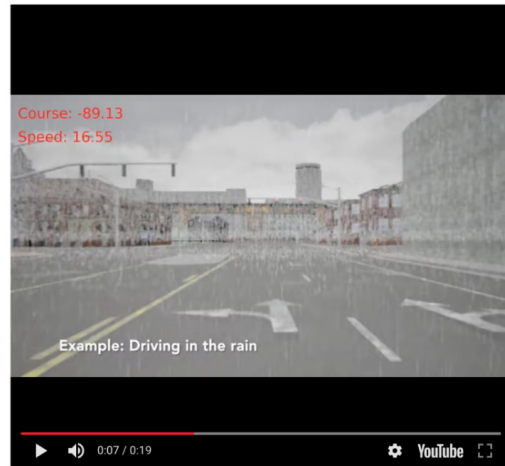 Course: -89.13
Speed: 16.55
Example: Driving in the rain
0:07 / 0:19
YouTube